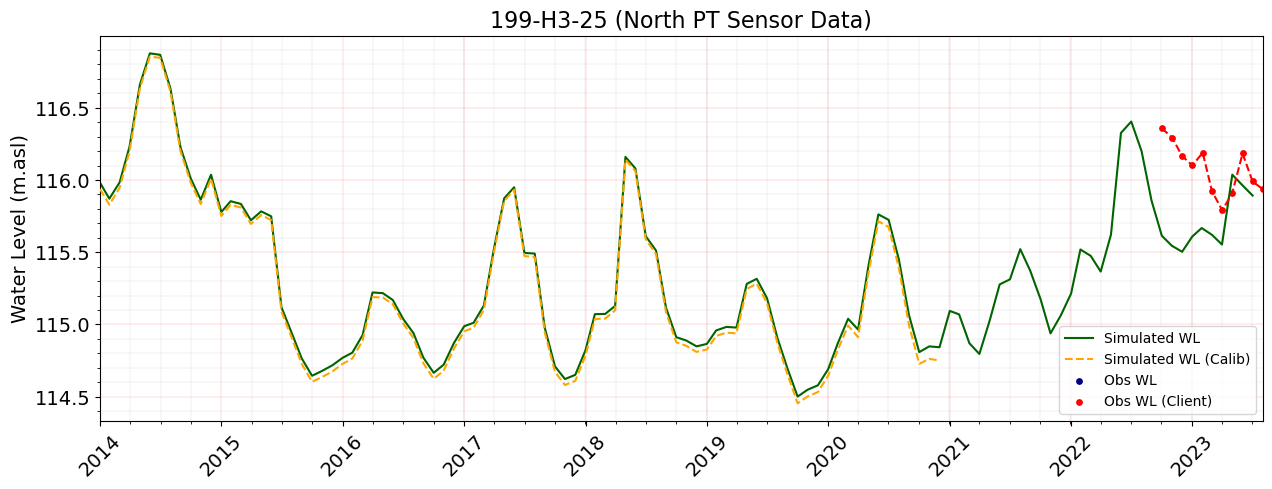 199-H3-25 (North PT Sensor Data)
Water Level (m.asl)
116.5
116.0
115.5
115.0
114.5
Simulated WL
Simulated WL (Calib)
Obs WL
Obs WL (Client)
2014
2015
2016
2017
2018
2019
2020
2021
2022
2023